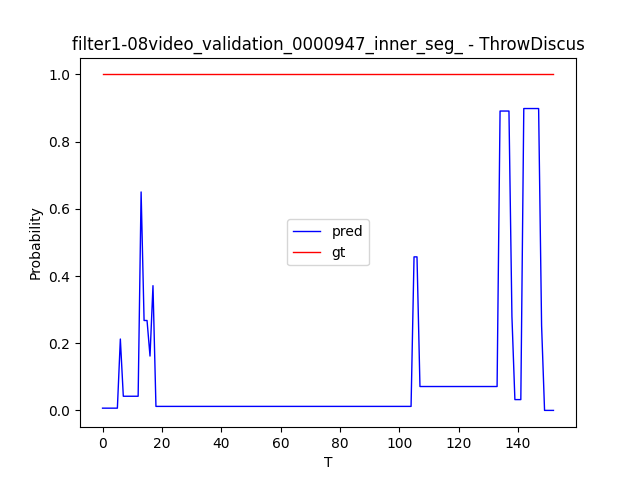 filter1-08video_validation_0000947_inner_seg_ - ThrowDiscus
1.0
0.8
0.6
0.4
0.2
0.0
Probability
pred
gt
0 20 40 60 80 100 120 140
T